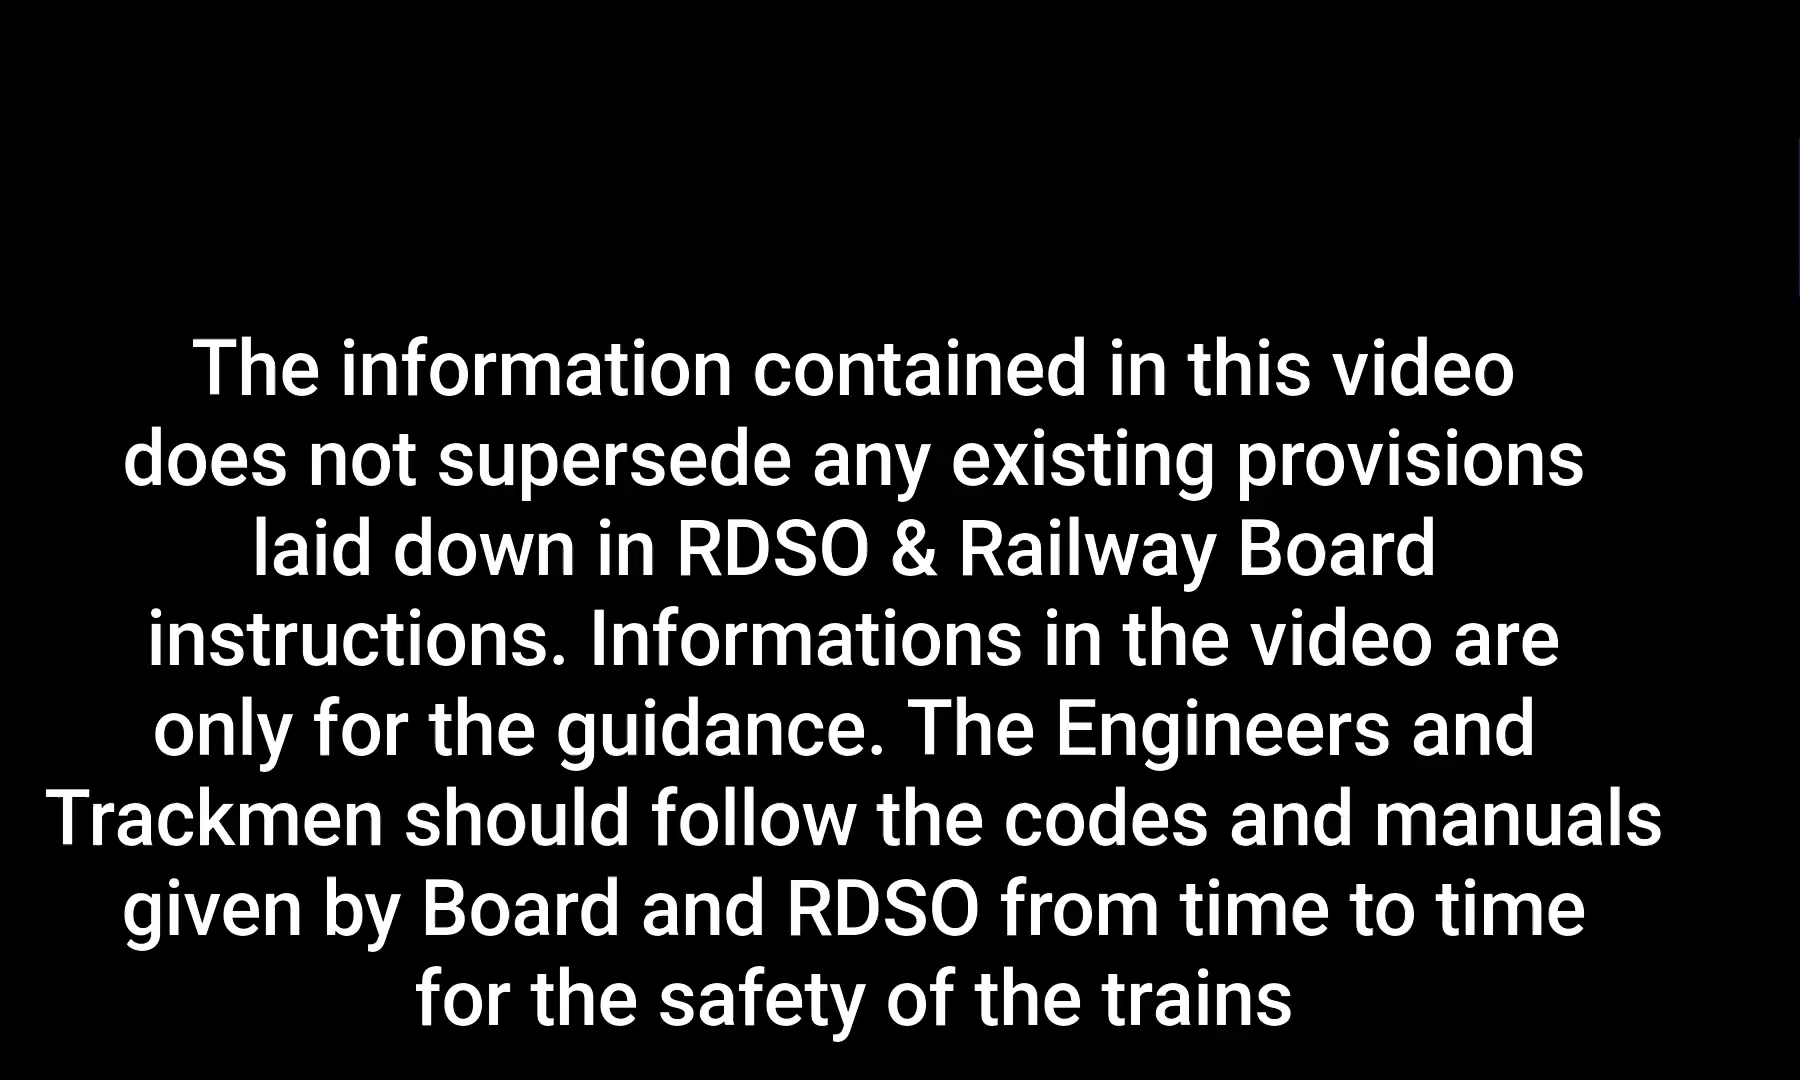 The information contained in this video
does not supersede any existing provisions
laid down in RDSO & Railway Board
instructions. Informations in the video are
only for the guidance. The Engineers and
Trackmen should follow the codes and manuals
given by Board and RDSO from time to time
for the safety of the trains